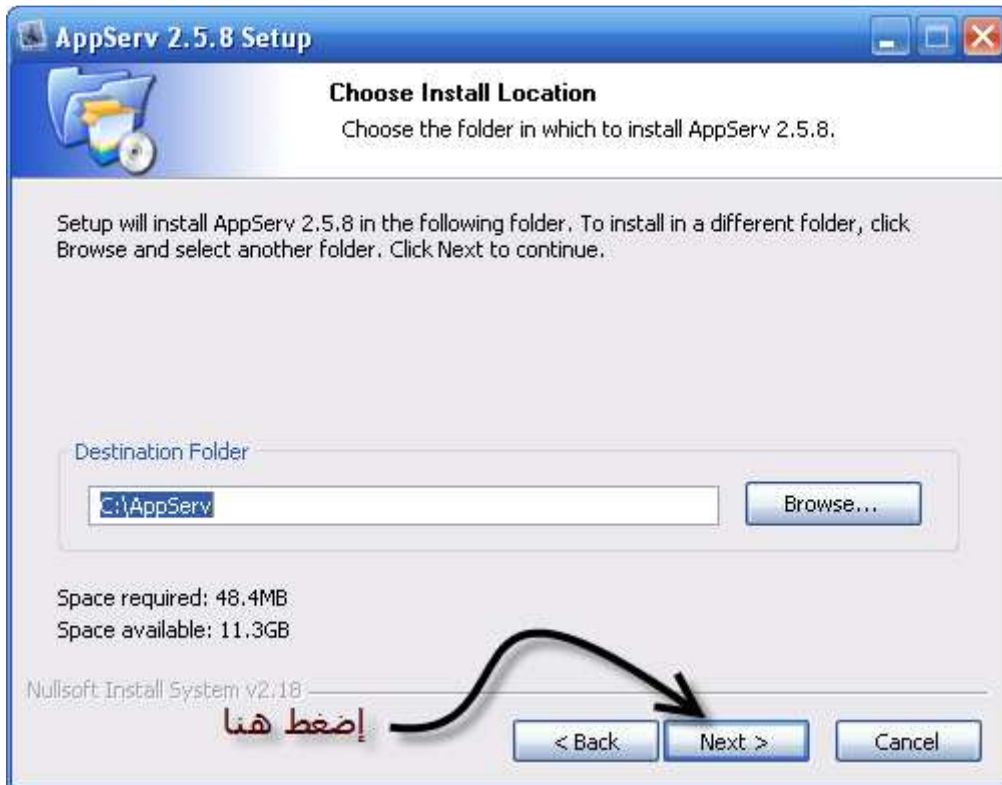 AppServ 2.5.8 Setup
Choose Install Location
Choose the folder in which to install AppServ 2.5.8.
Setup will install AppServ 2.5.8 in the following folder. To install in a different folder, click
Browse and select another folder. Click Next to continue.
Destination Folder
C:\AppServ
Browse...
Space required: 48.4MB
Space available: 11.3GB
Nullsoft Install System v2.18
إضغط هنا
< Back
Next >
Cancel